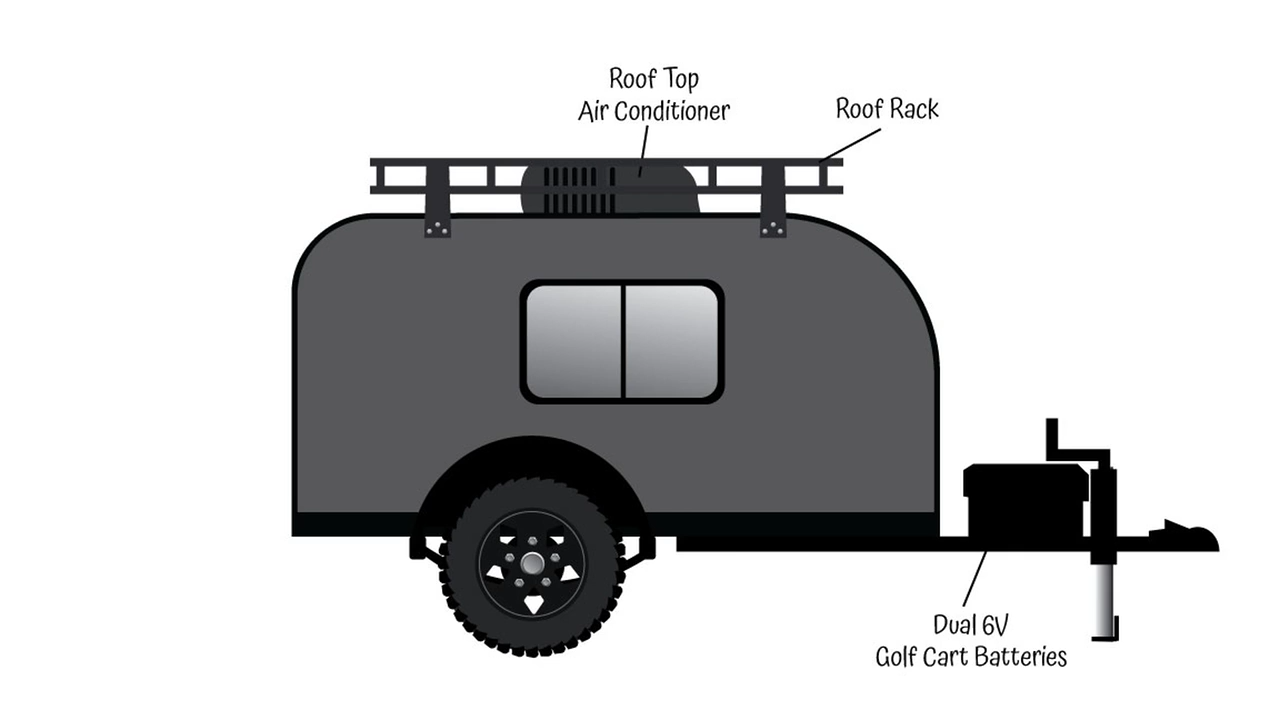 Roof Top
Air Conditioner
Roof Rack
Dual 6V
Golf Cart Batteries